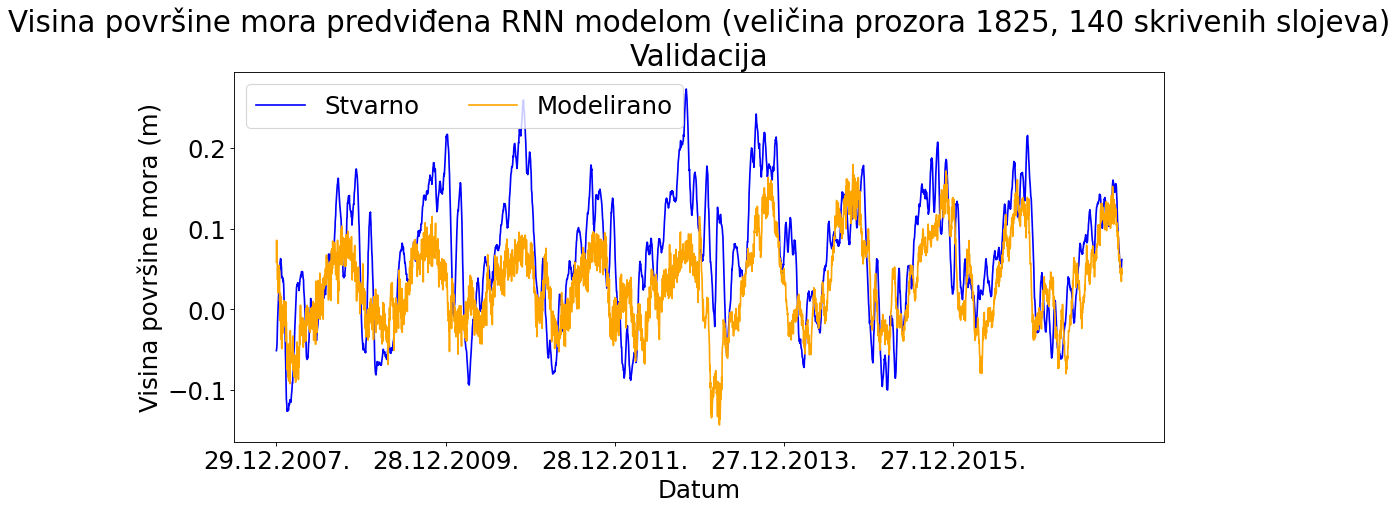 Visina površine mora predviđena RNN modelom (veličina prozora 1825, 140 skrivenih slojeva)
Validacija
Stvarno Modelirano
Visina površine mora (m)
0.2
0.1
0.0
−0.1
29.12.2007. 28.12.2009. 28.12.2011. 27.12.2013. 27.12.2015.
Datum